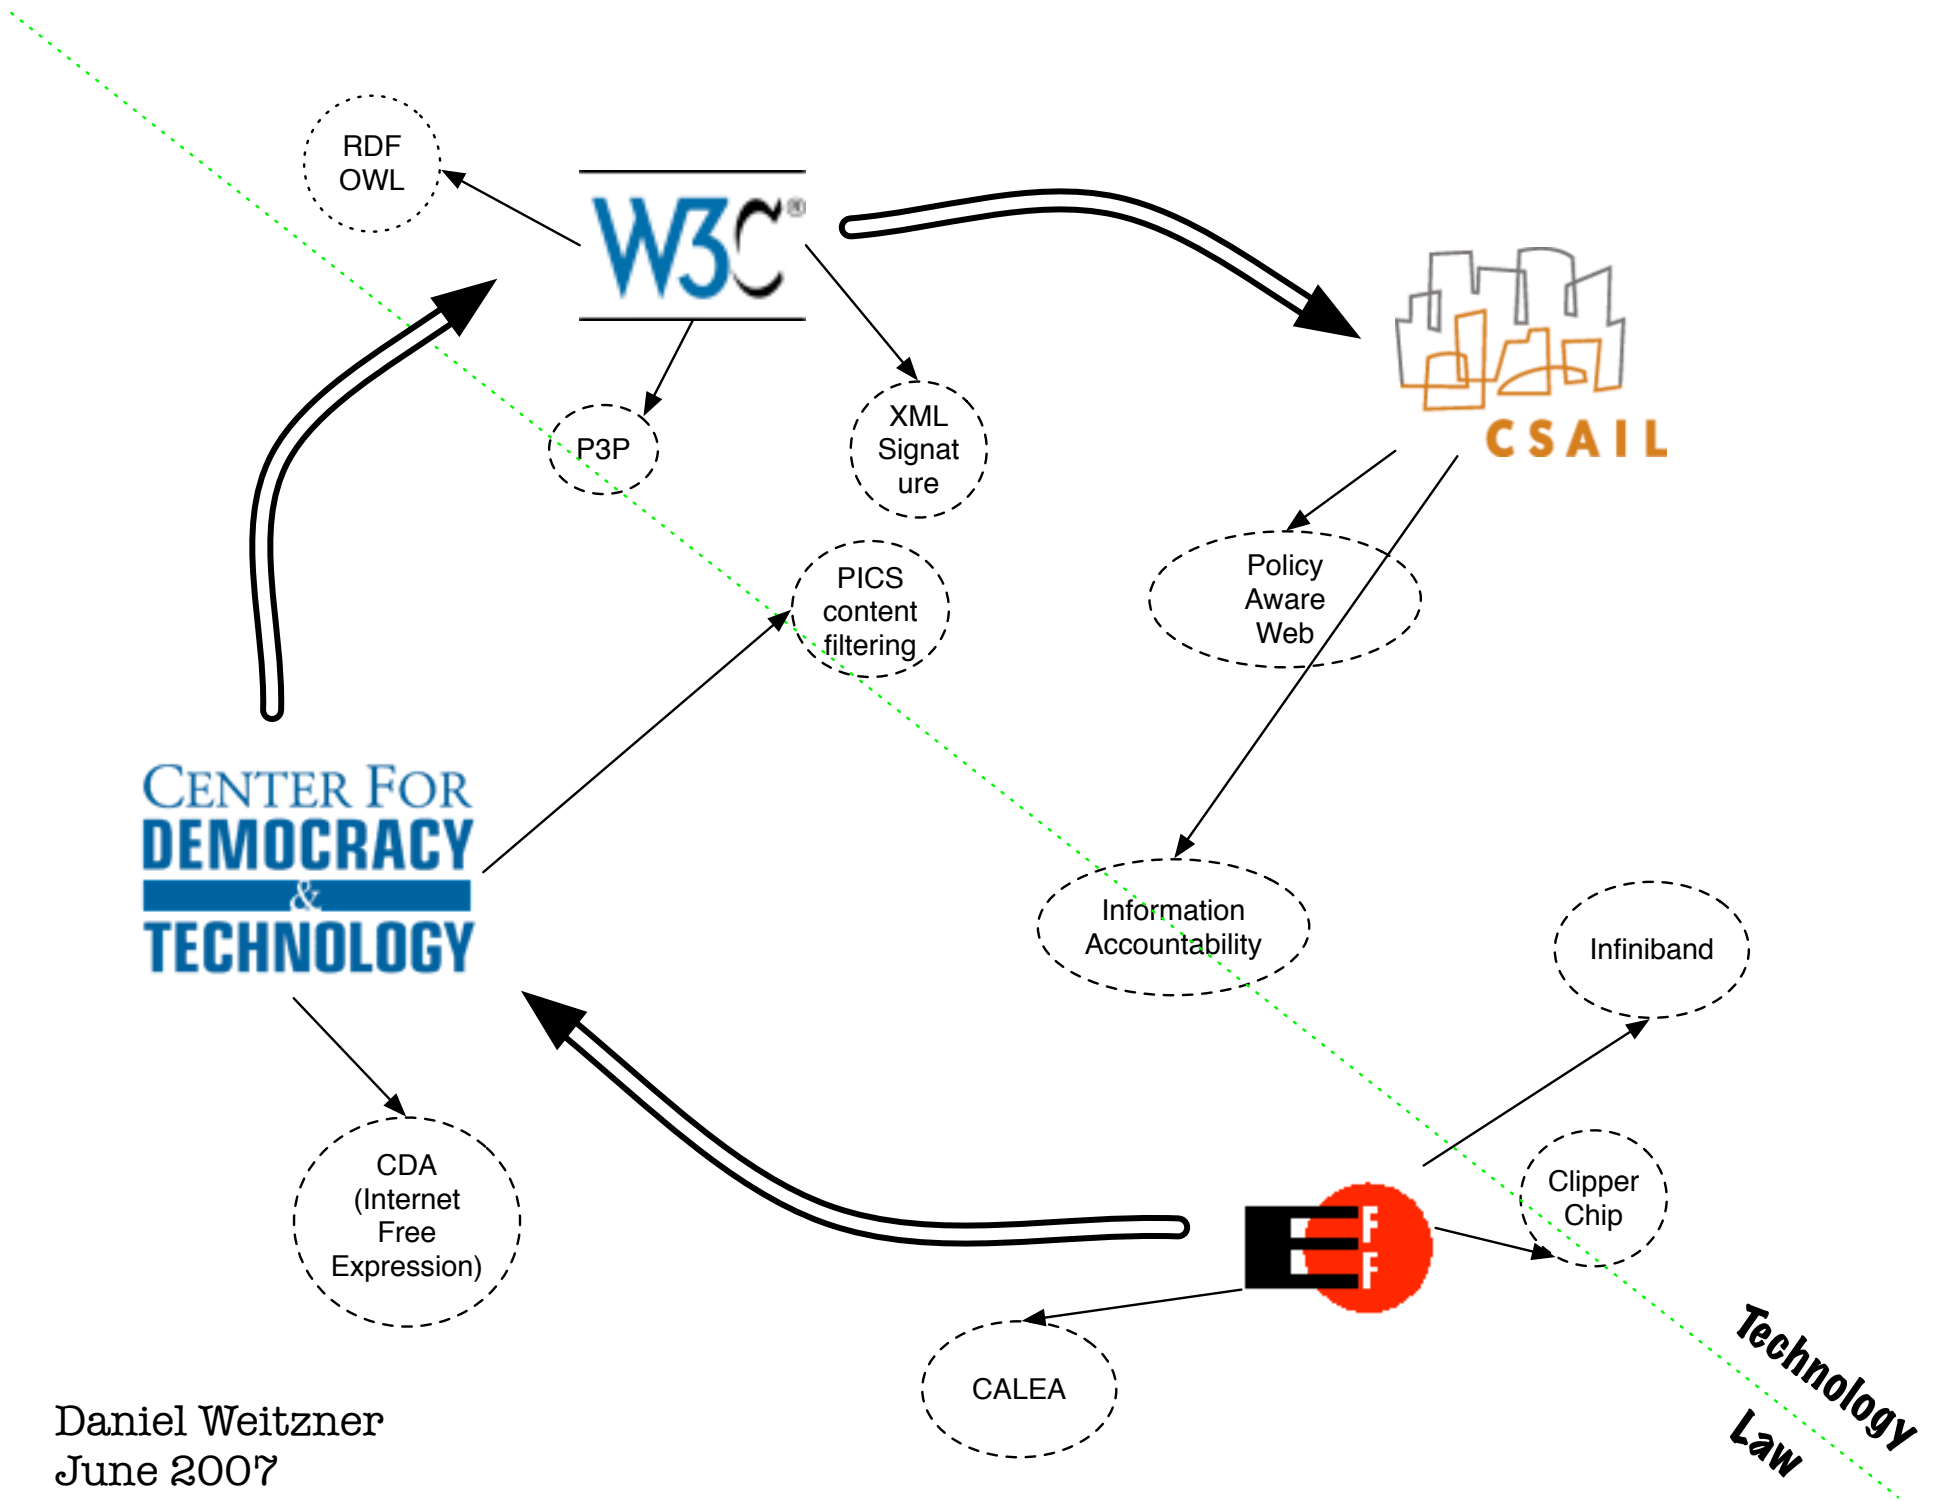 RDF
OWL
W3C®
CSAIL
P3P
XML
Signat
ure
PICS
content
filtering
Policy
Aware
Web
CENTER FOR
DEMOCRACY
&
TECHNOLOGY
Information
Accountability
Infiniband
CDA
(Internet
Free
Expression)
Clipper
Chip
EFF
CALEA
Technology
Law
Daniel Weitzner
June 2007